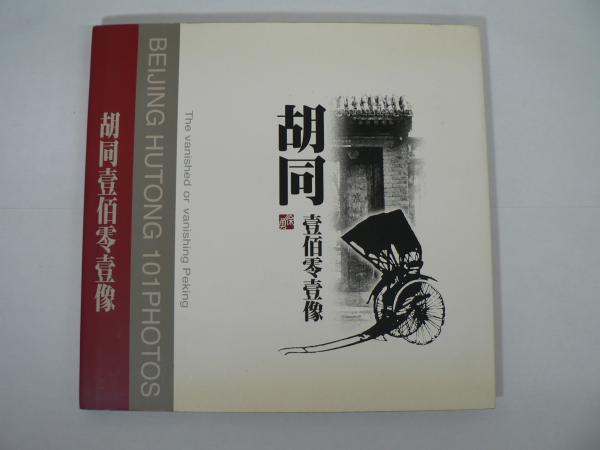 胡同壹佰零壹像
BEIJING HUTONG 101PHOTOS
The vanished or vanishing Peking
胡同
壹佰零壹像